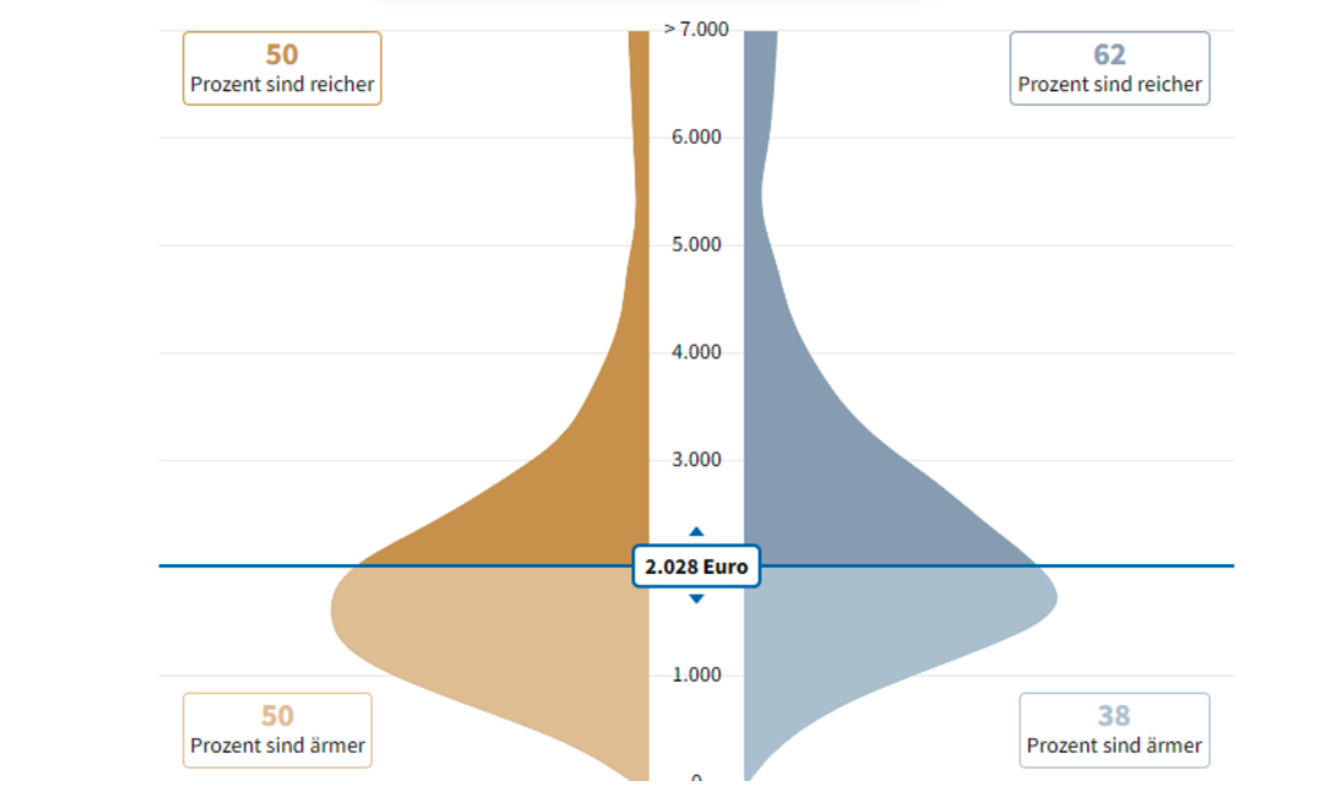 > 7.000
50
Prozent sind reicher
62
Prozent sind reicher
6.000
5.000
4.000
3.000
2.028 Euro
1.000
50
Prozent sind ärmer
38
Prozent sind ärmer
0